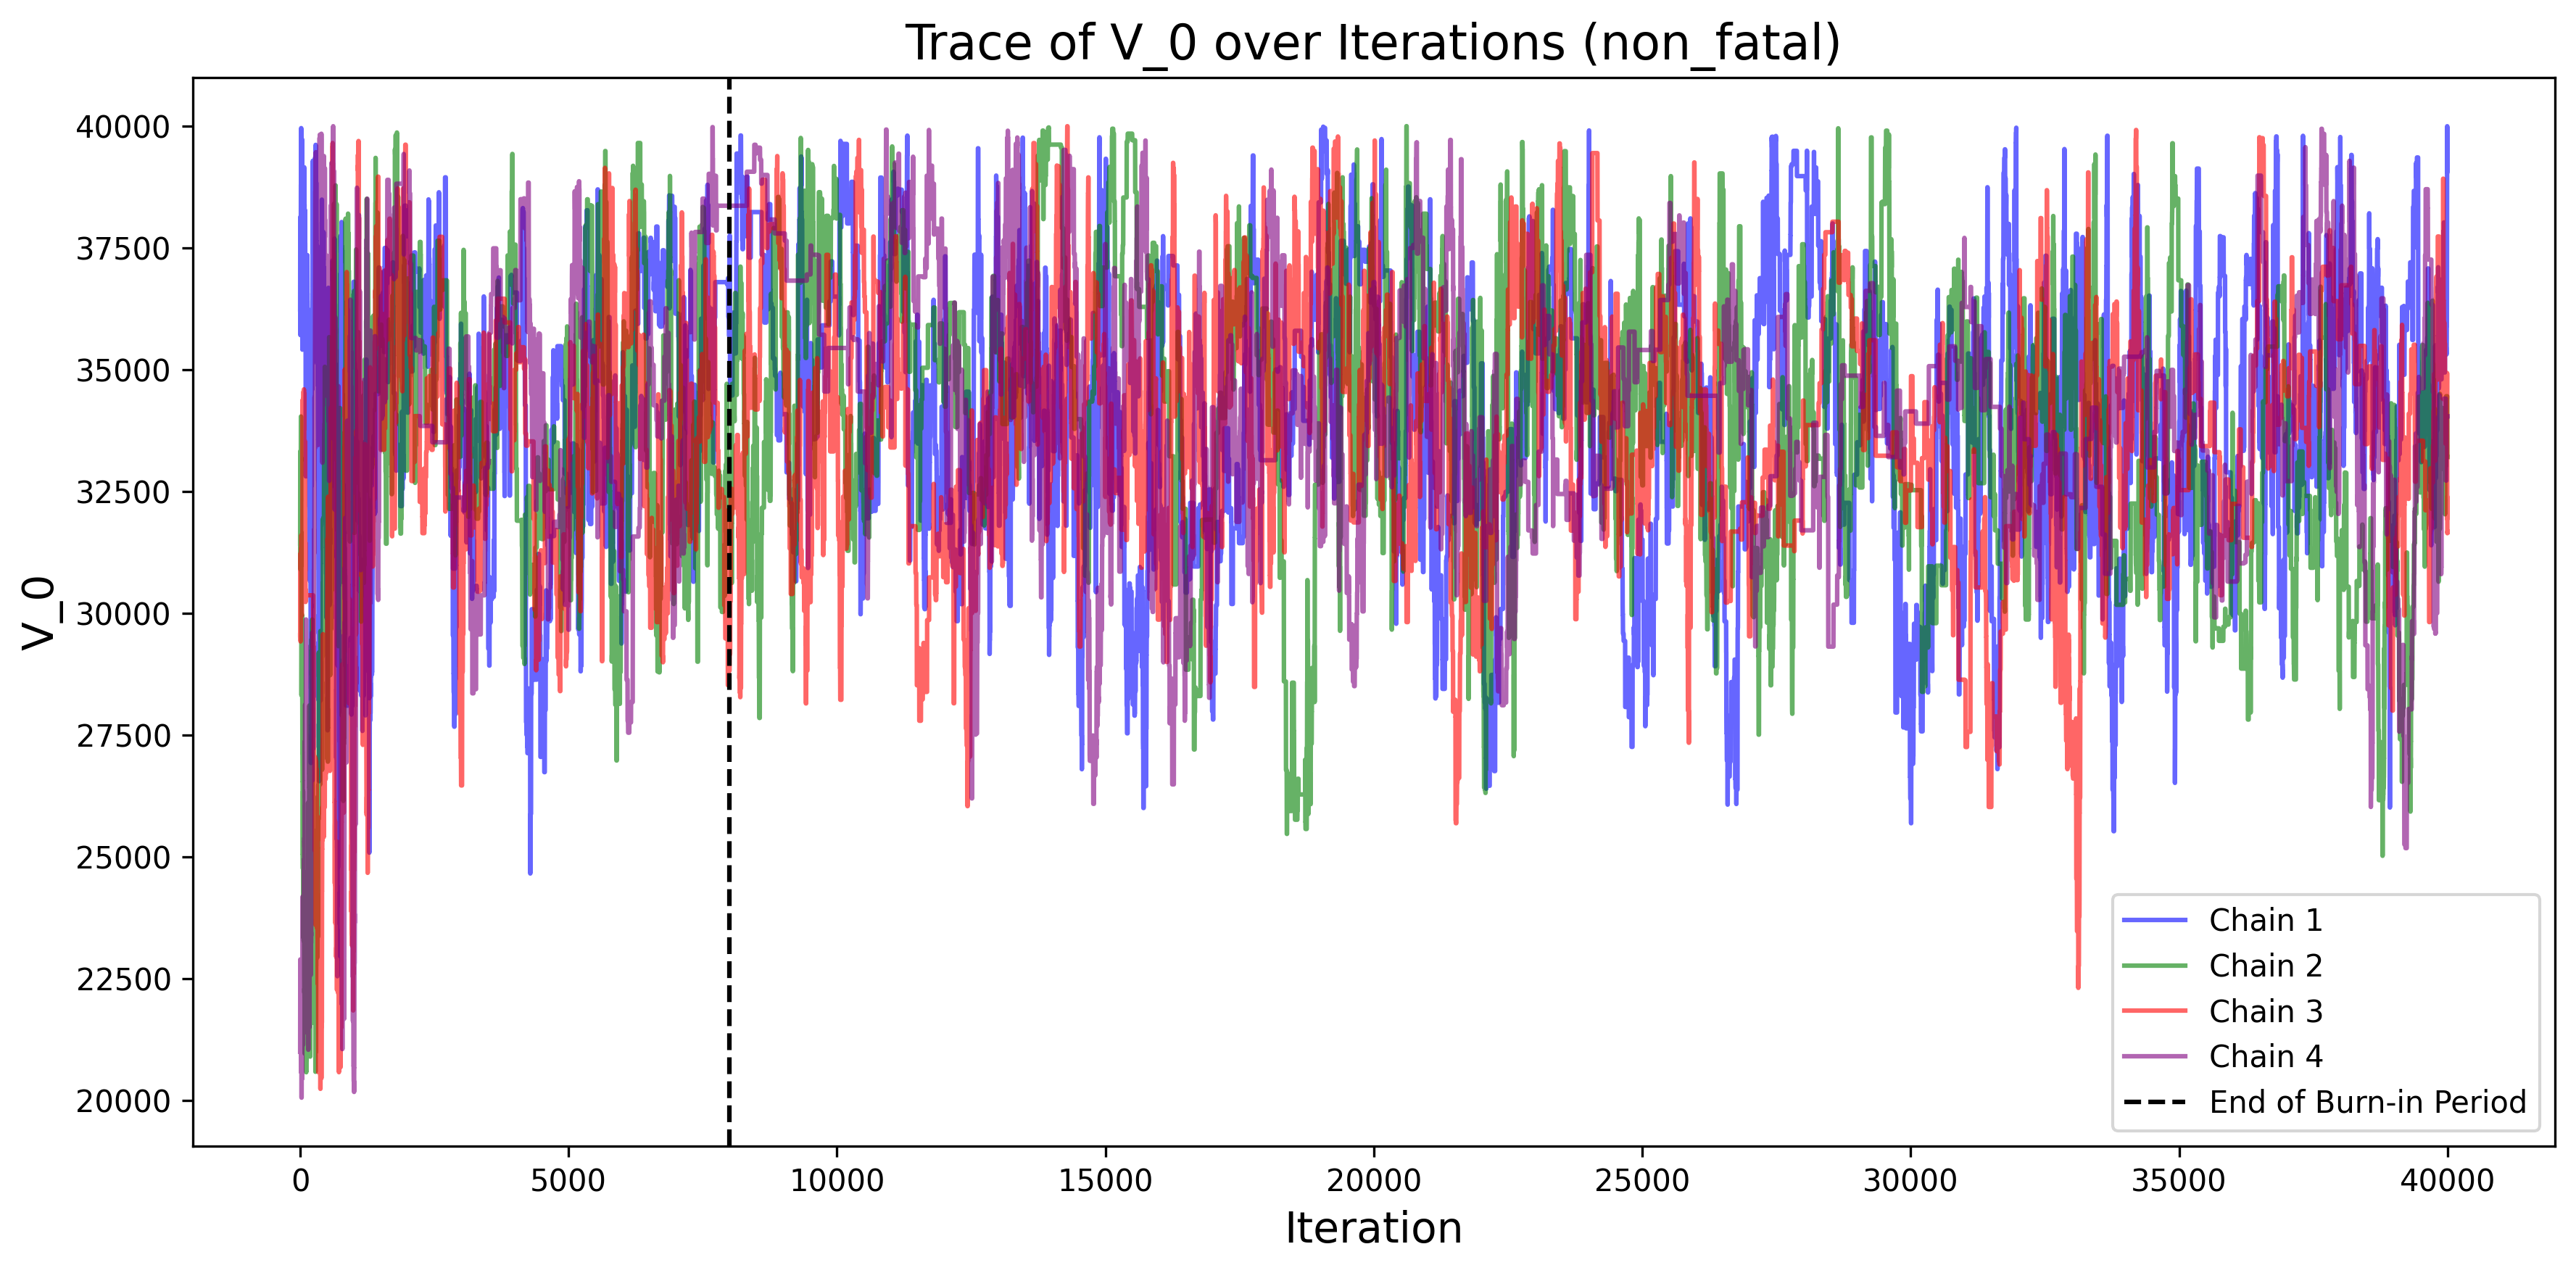 Trace of V_0 over Iterations (non_fatal)
V_0
40000
37500
35000
32500
30000
27500
25000
22500
20000
0
5000
10000
15000
20000
25000
30000
35000
40000
Iteration
Chain 1
Chain 2
Chain 3
Chain 4
End of Burn-in Period